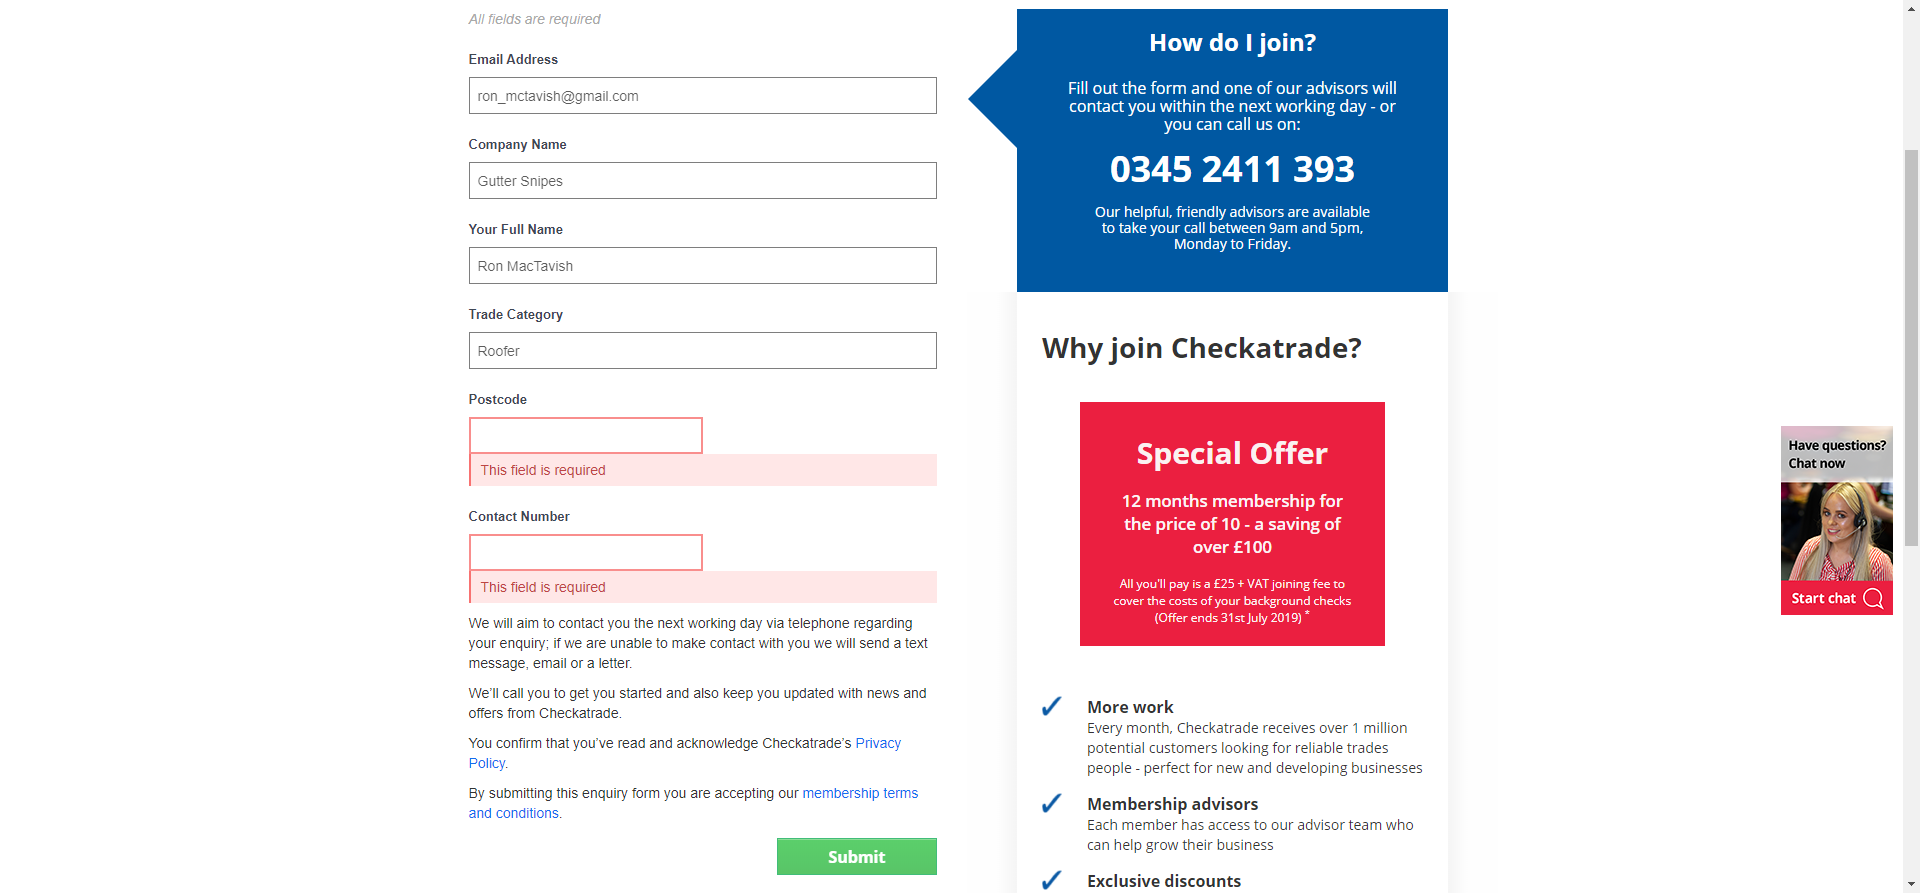 All fields are required
Email Address
ron_mctavish@gmail.com
Company Name
Gutter Snipes
Your Full Name
Ron MacTavish
Trade Category
Roofer
Postcode
This field is required
Contact Number
This field is required
We will aim to contact you the next working day via telephone regarding
your enquiry; if we are unable to make contact with you we will send a text
message, email or a letter.
We'll call you to get you started and also keep you updated with news and
offers from Checkatrade.
You confirm that you've read and acknowledge Checkatrade's Privacy
Policy.
By submitting this enquiry form you are accepting our membership terms
and conditions.
Submit
How do I join?
Fill out the form and one of our advisors will
contact you within the next working day - or
you can call us on:
0345 2411 393
Our helpful, friendly advisors are available
to take your call between 9am and 5pm,
Monday to Friday.
Why join Checkatrade?
Special Offer
12 months membership for
the price of 10 - a saving of
over £100
All you'll pay is a £25 + VAT joining fee to
cover the costs of your background checks
(Offer ends 31st July 2019) *
More work
Every month, Checkatrade receives over 1 million
potential customers looking for reliable trades
people - perfect for new and developing businesses
Membership advisors
Each member has access to our advisor team who
can help grow their business
Exclusive discounts
Have questions?
Chat now
Start chat